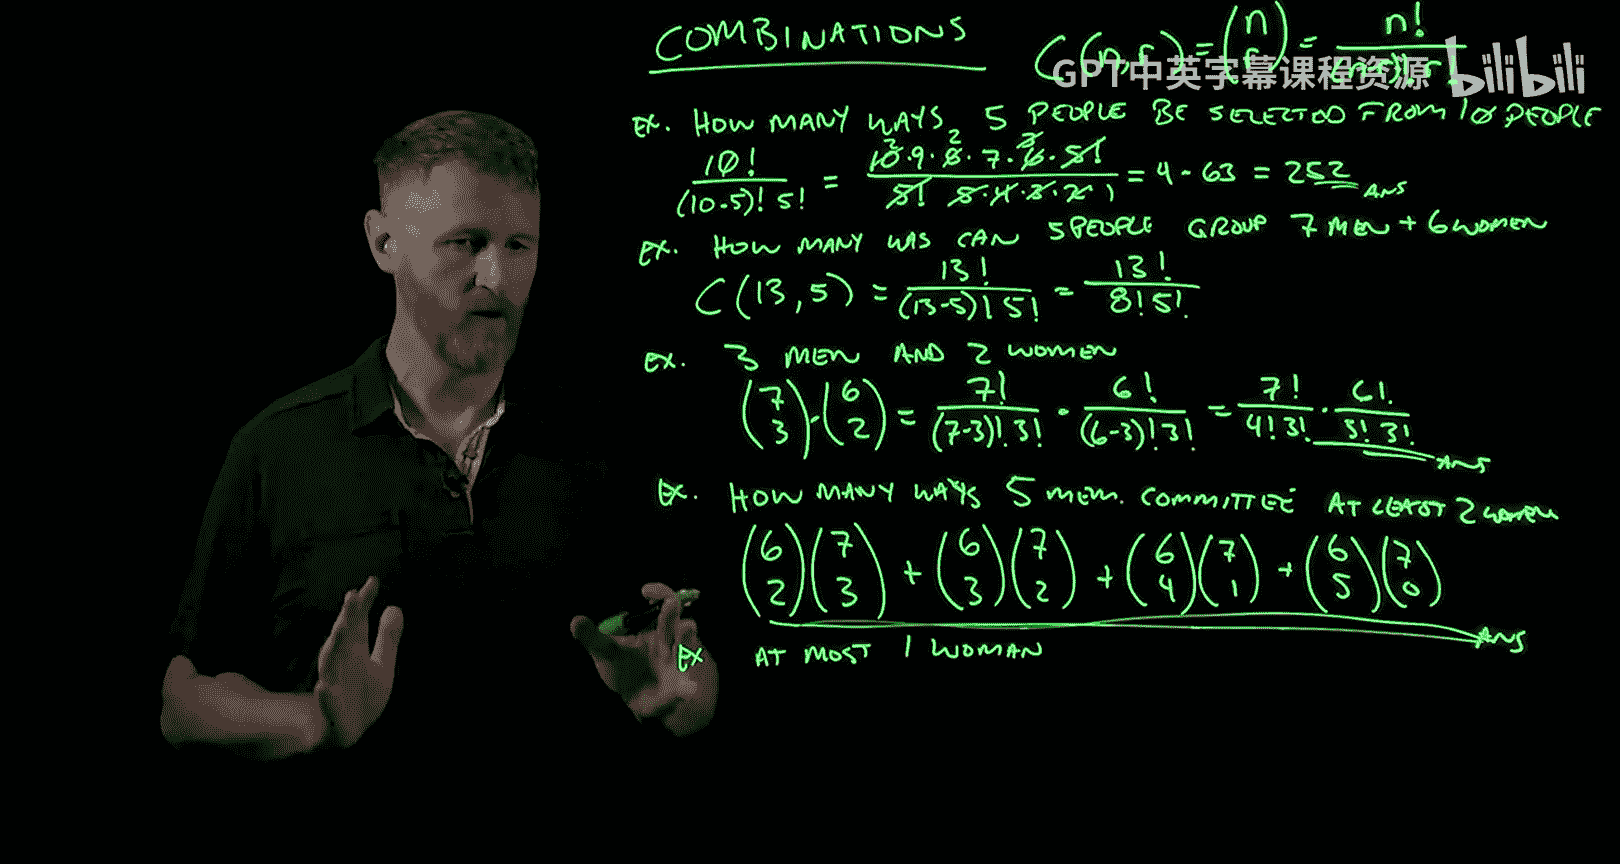 COMBINATIONS C(n,r) = (n r) = n! / (n-r)! r!
GPT中英字幕课程资源 bilibili
EX. HOW MANY WAYS 5 PEOPLE BE SELECTED FROM 10 PEOPLE
10! / (10-5)! 5! = 10·9·8·7·6·5! / 5! 5·4·3·2·1 = 4 · 63 = 252 ANS
EX. HOW MANY WAS CAN 5 PEOPLE GROUP 7 MEN + 6 WOMEN
C(13,5) = 13! / (13-5)! 5! = 13! / 8! 5!
EX. 3 MEN AND 2 WOMEN
(7 3)·(6 2) = 7! / (7-3)! 3! · 6! / (6-3)! 3! = 7! / 4! 3! · 6! / 3! 3! ANS
EX. HOW MANY WAYS 5 MEM. COMMITTEE AT LEAST 2 WOMEN
(6 2)(7 3) + (6 3)(7 2) + (6 4)(7 1) + (6 5)(7 0) ANS
EX AT MOST 1 WOMAN